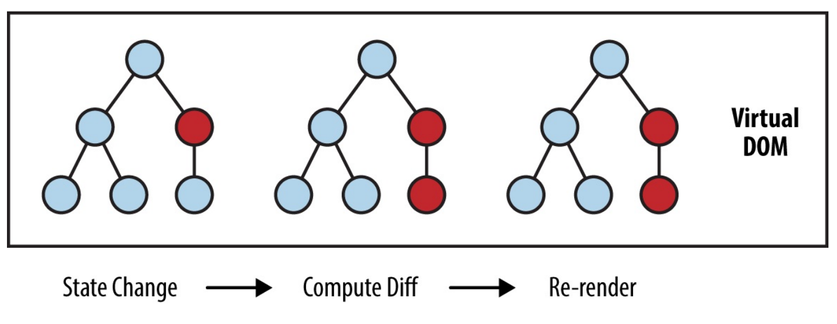 Virtual
DOM
State Change Compute Diff Re-render